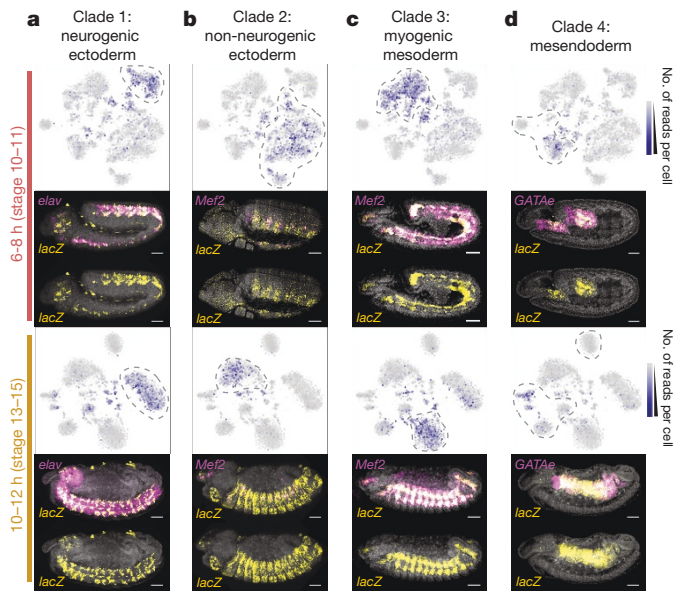 a
Clade 1:
neurogenic
ectoderm
b
Clade 2:
non-neurogenic
ectoderm
c
Clade 3:
myogenic
mesoderm
d
Clade 4:
mesendoderm
6-8 h (stage 10–11)
No. of reads per cell
elav
lacZ
lacZ
Mef2
lacZ
lacZ
Mef2
lacZ
lacZ
GATAe
lacZ
lacZ
10–12 h (stage 13–15)
No. of reads per cell
elav
lacZ
lacZ
Mef2
lacZ
lacZ
Mef2
lacZ
lacZ
GATAe
lacZ
lacZ